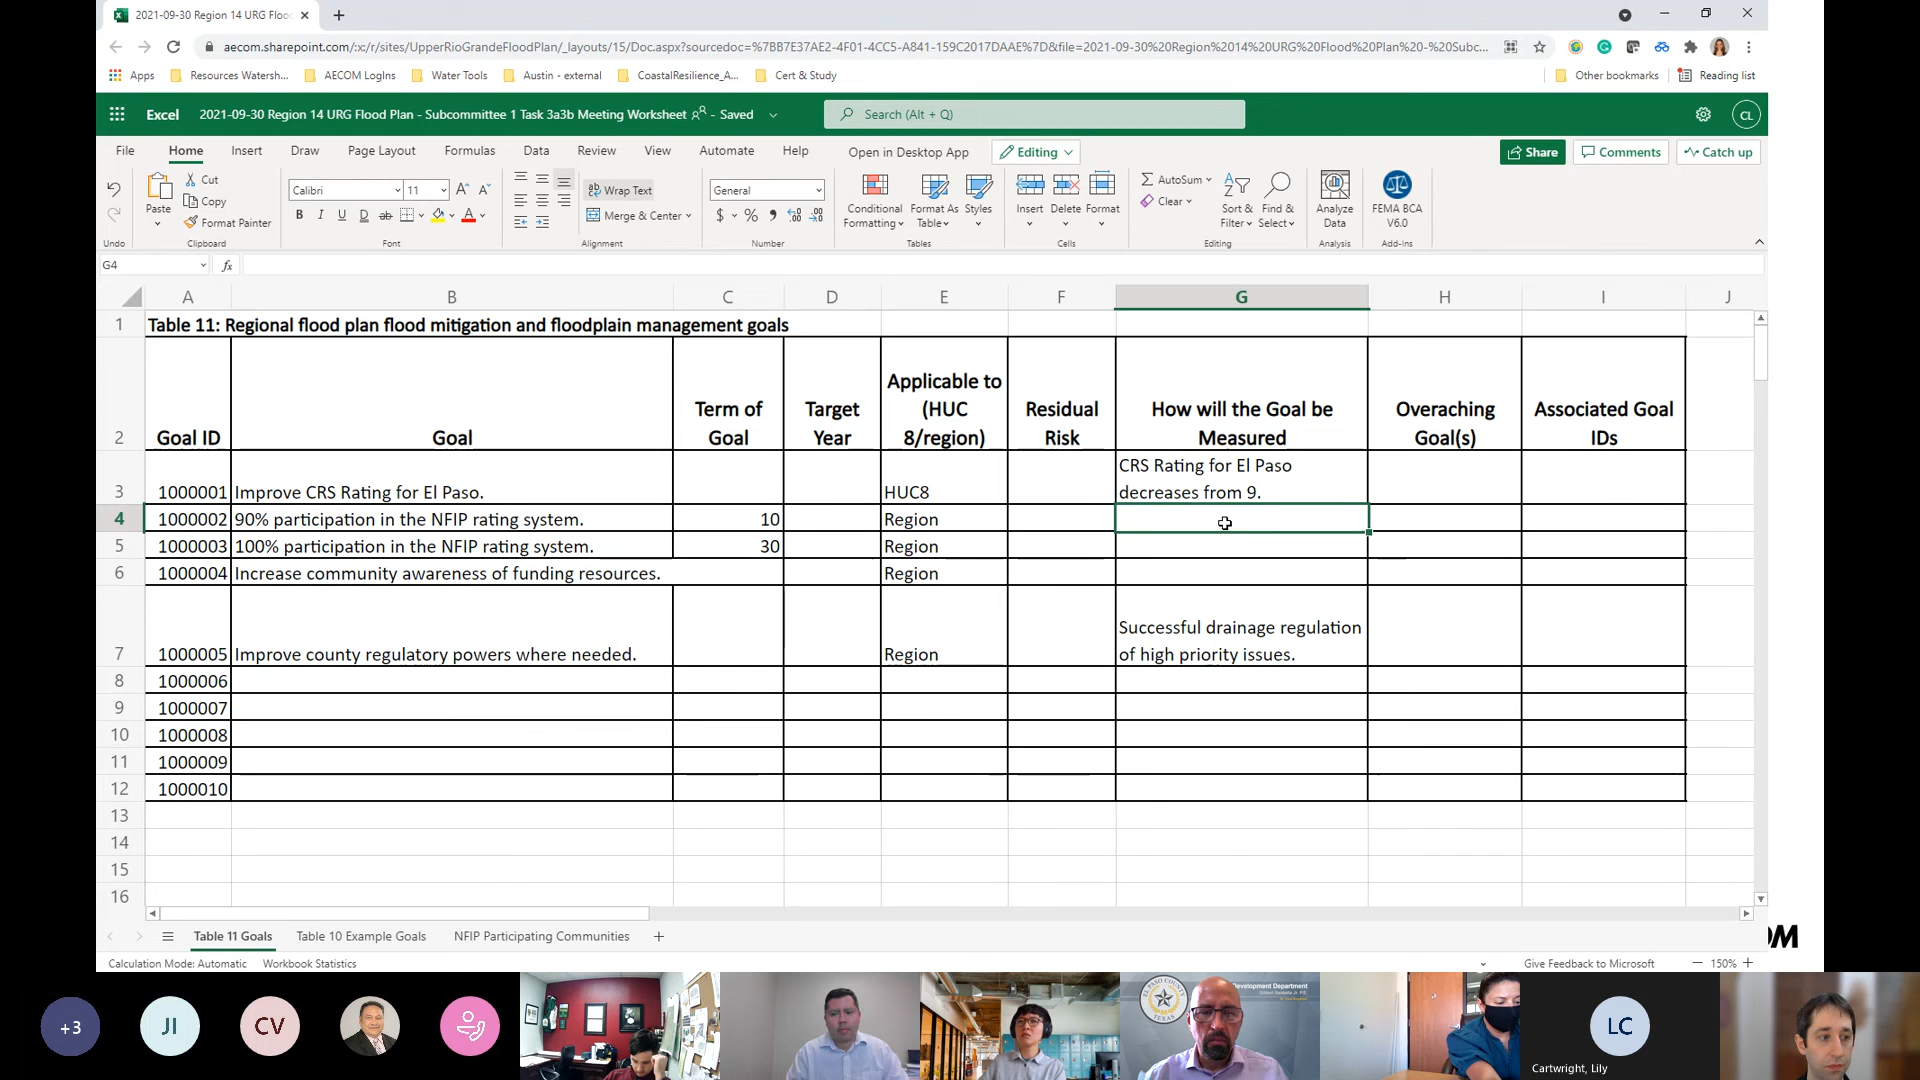 2021-09-30 Region 14 URG Flood
aecom.sharepoint.com/:x:/r/sites/UpperRioGrandeFloodPlan/_layouts/15/Doc.aspx?sourcedoc=%7BB7E37AE2-4F01-4CC5-A841-159C2017DAAE%7D&file=2021-09-30%20Region%2014%20URG%20Flood%20Plan%20-%20Subc...
Apps Resources Watersh... AECOM LogIns Water Tools Austin - external CoastalResilience_A... Cert & Study Other bookmarks Reading list
Excel 2021-09-30 Region 14 URG Flood Plan - Subcommittee 1 Task 3a3b Meeting Worksheet - Saved Search (Alt + Q) CL
File Home Insert Draw Page Layout Formulas Data Review View Automate Help Open in Desktop App Editing Share Comments Catch up
Paste Cut Copy Format Painter
Calibri 11 B I U D ab A
Wrap Text Merge & Center
General $ % 9
Conditional Formatting Format As Table Styles
Insert Delete Format
AutoSum Clear Sort & Filter Find & Select
Analyze Data FEMA BCA V6.0
Undo Clipboard Font Alignment Number Tables Cells Editing Analysis Add-Ins
G4 fx
A B C D E F G H I J
1 Table 11: Regional flood plan flood mitigation and floodplain management goals
2 Goal ID Goal Term of Goal Target Year Applicable to (HUC 8/region) Residual Risk How will the Goal be Measured Overaching Goal(s) Associated Goal IDs
3 1000001 Improve CRS Rating for El Paso. HUC8 CRS Rating for El Paso decreases from 9.
4 1000002 90% participation in the NFIP rating system. 10 Region
5 1000003 100% participation in the NFIP rating system. 30 Region
6 1000004 Increase community awareness of funding resources. Region
7 1000005 Improve county regulatory powers where needed. Region Successful drainage regulation of high priority issues.
8 1000006
9 1000007
10 1000008
11 1000009
12 1000010
13
14
15
16
Table 11 Goals Table 10 Example Goals NFIP Participating Communities
OM
Calculation Mode: Automatic Workbook Statistics Give Feedback to Microsoft 150%
+3 JI CV
Development Department
EL PASO COUNTY
TEXAS
LC
Cartwright, Lily